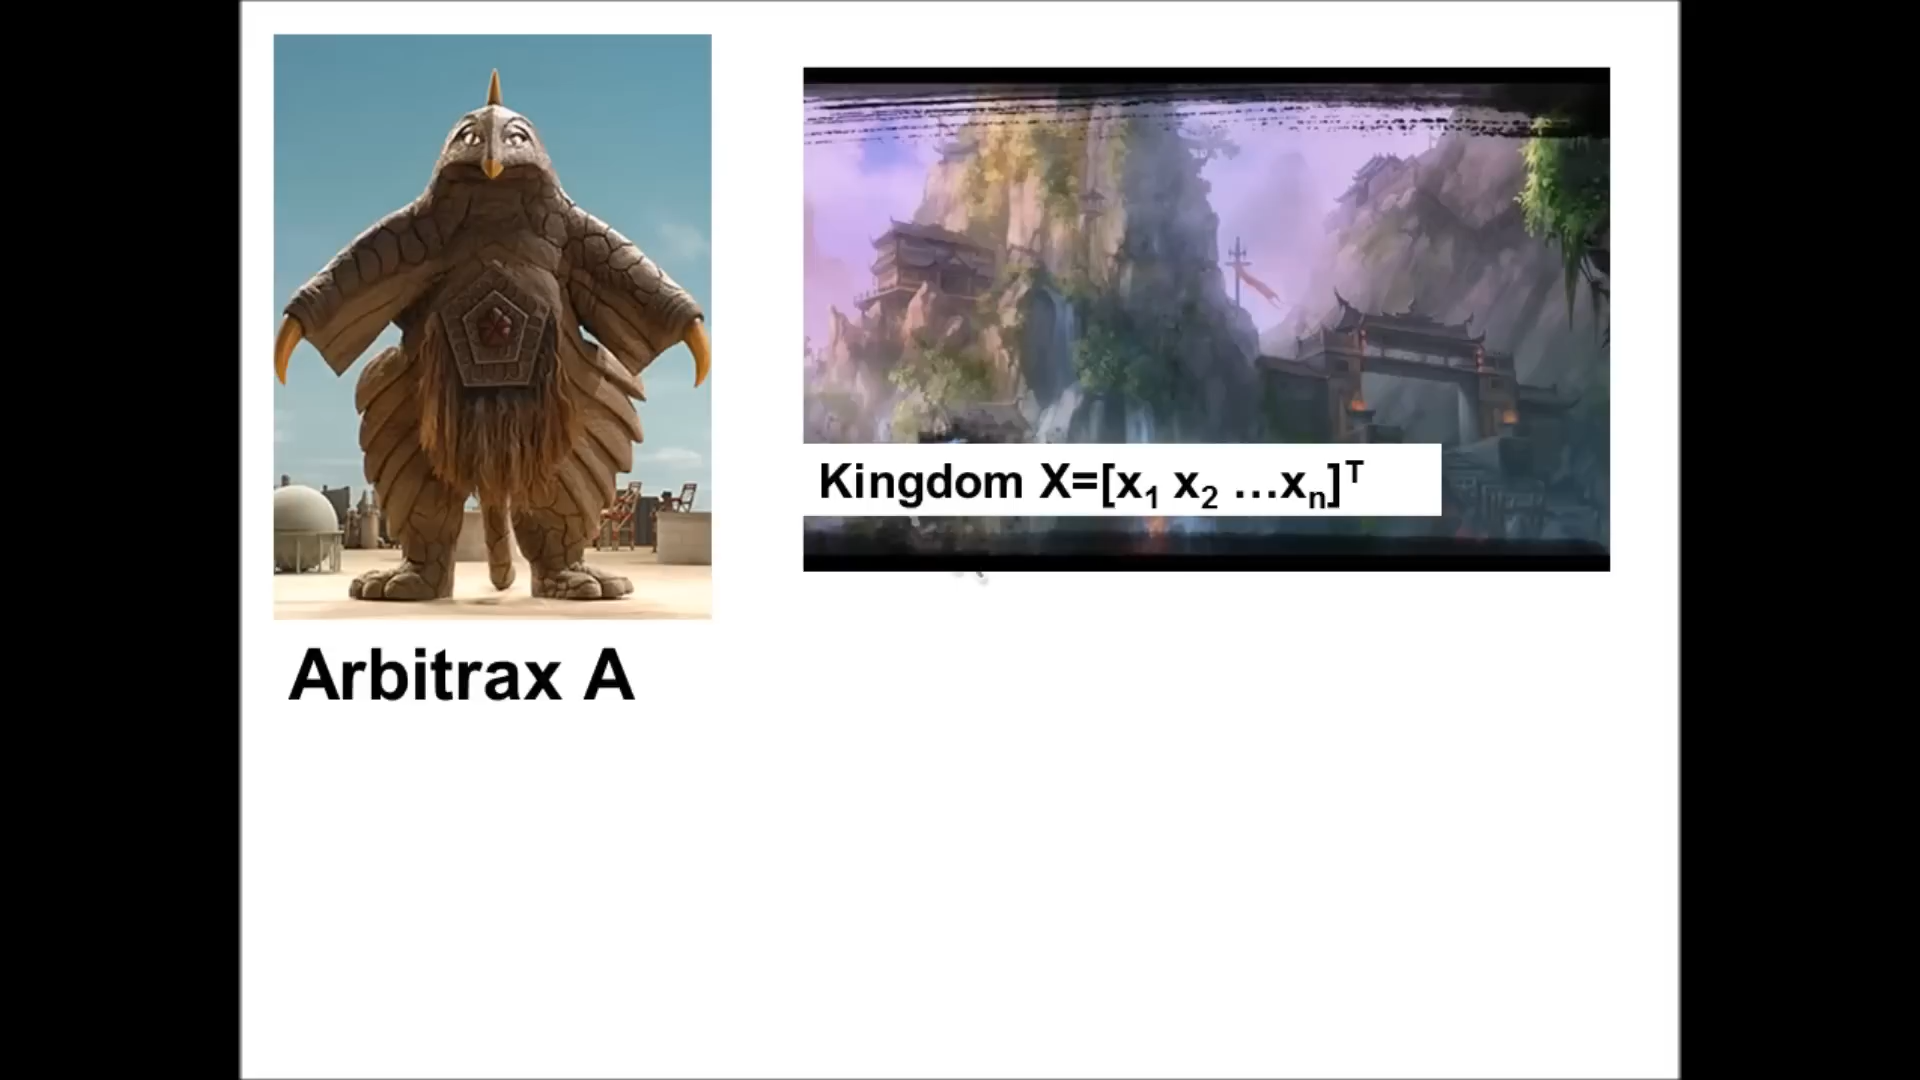 Kingdom X=[x₁ x₂ ...xₙ]ᵀ
Arbitrax A